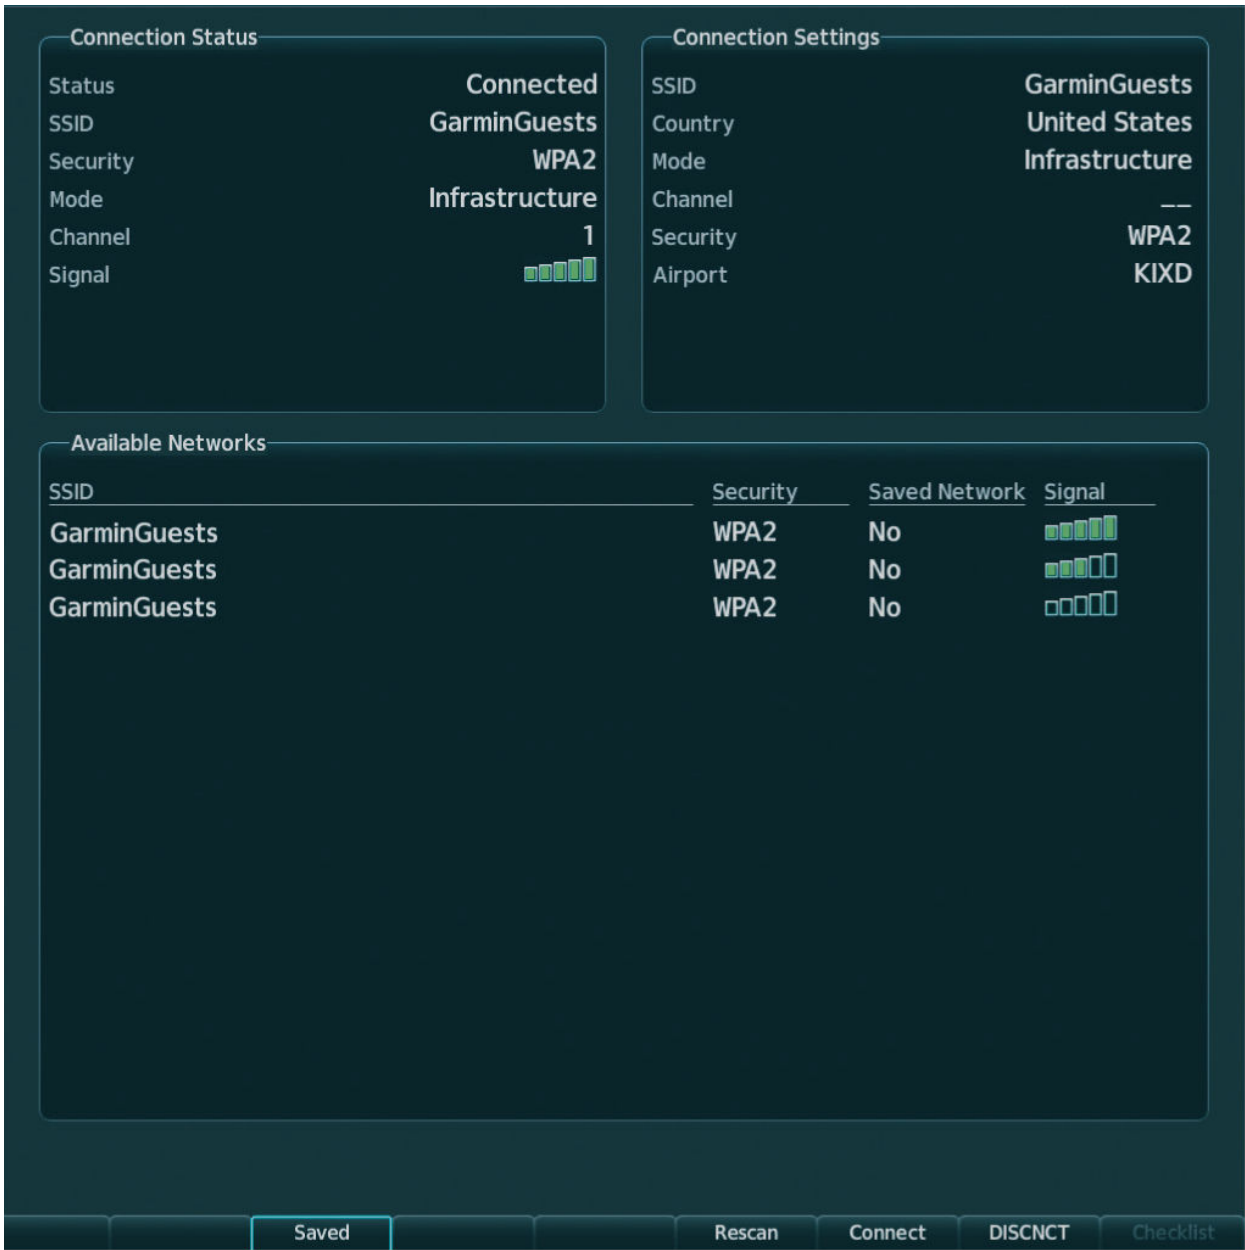 Connection Status
Status Connected
SSID GarminGuests
Security WPA2
Mode Infrastructure
Channel 1
Signal
Connection Settings
SSID GarminGuests
Country United States
Mode Infrastructure
Channel __
Security WPA2
Airport KIXD
Available Networks
SSID Security Saved Network Signal
GarminGuests WPA2 No
GarminGuests WPA2 No
GarminGuests WPA2 No
Saved Rescan Connect DISCNCT Checklist